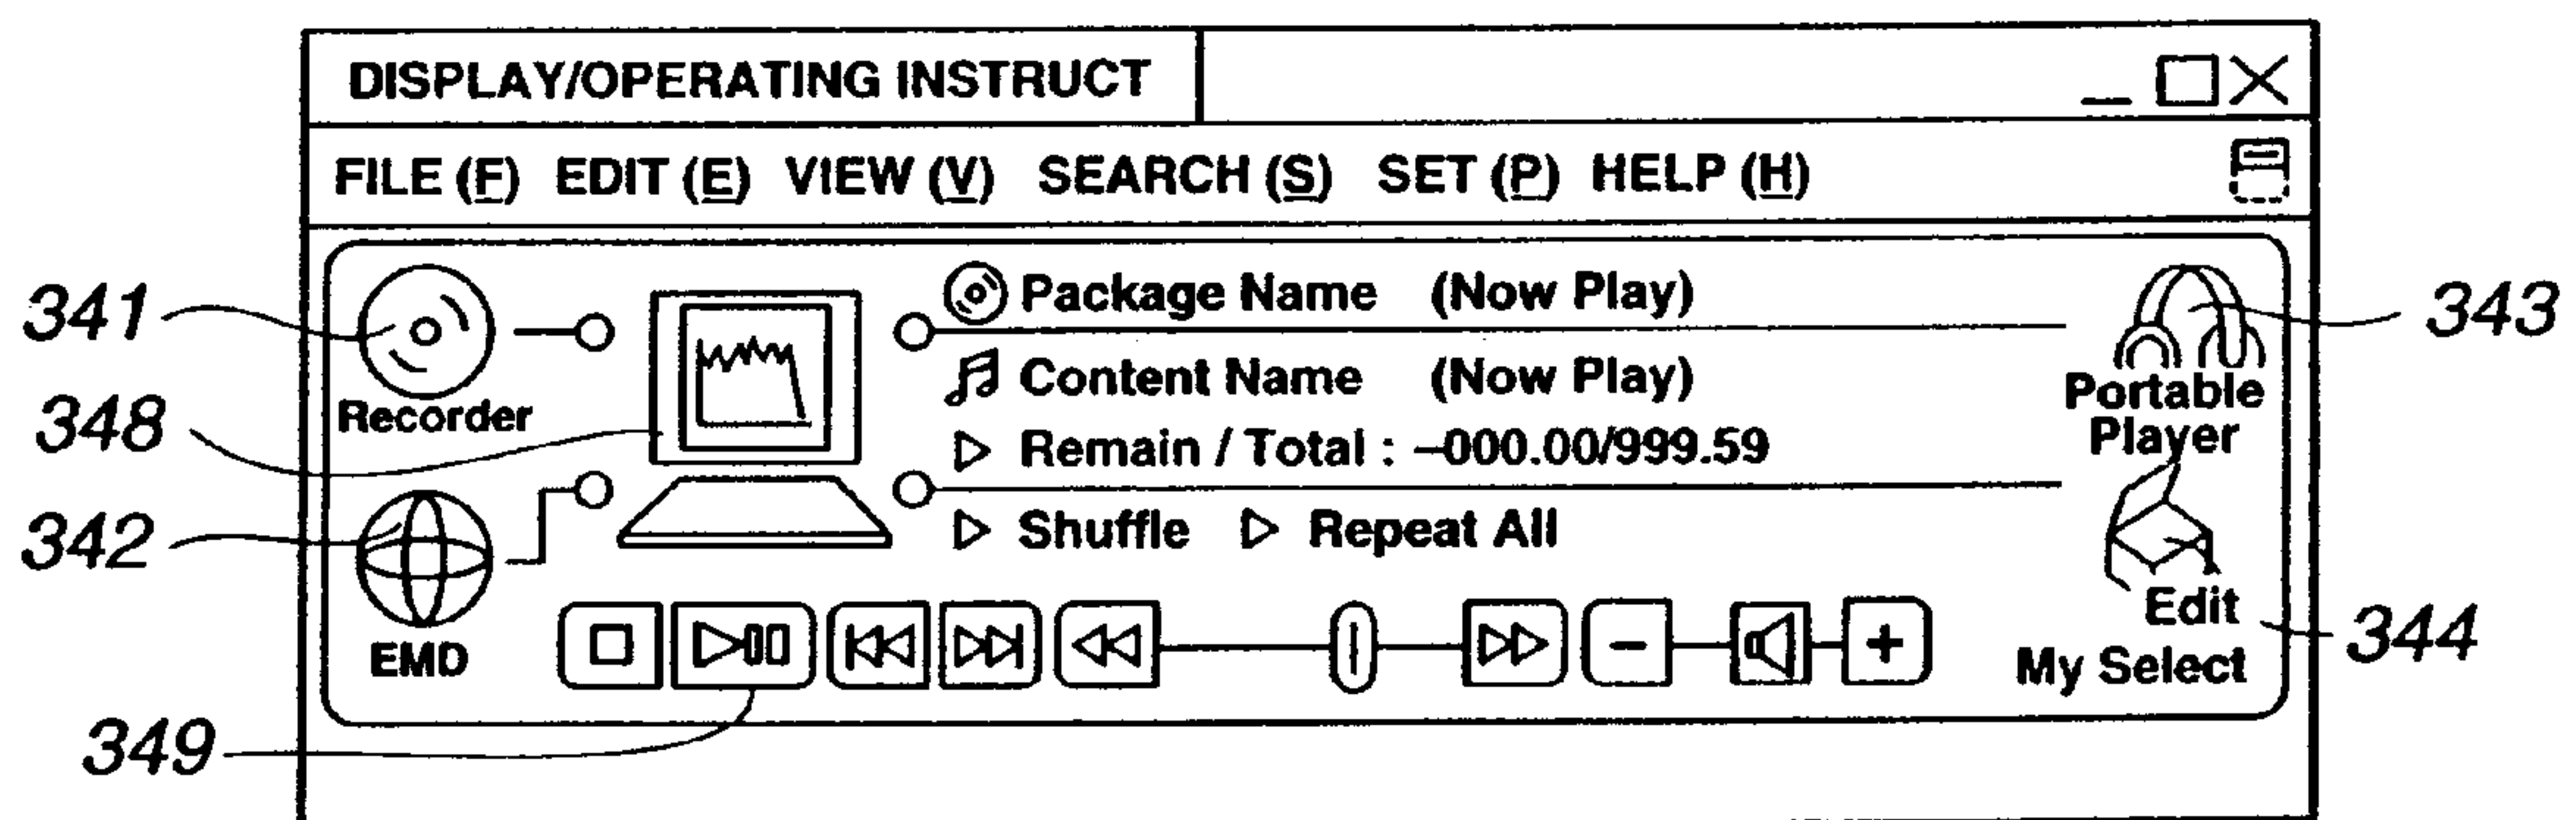 DISPLAY/OPERATING INSTRUCT
FILE (F) EDIT (E) VIEW (V) SEARCH (S) SET (P) HELP (H)
341
Recorder
348
342
EMD
349
Package Name (Now Play)
Content Name (Now Play)
Remain / Total : –000.00/999.59
Shuffle Repeat All
343
Portable
Player
Edit
344
My Select